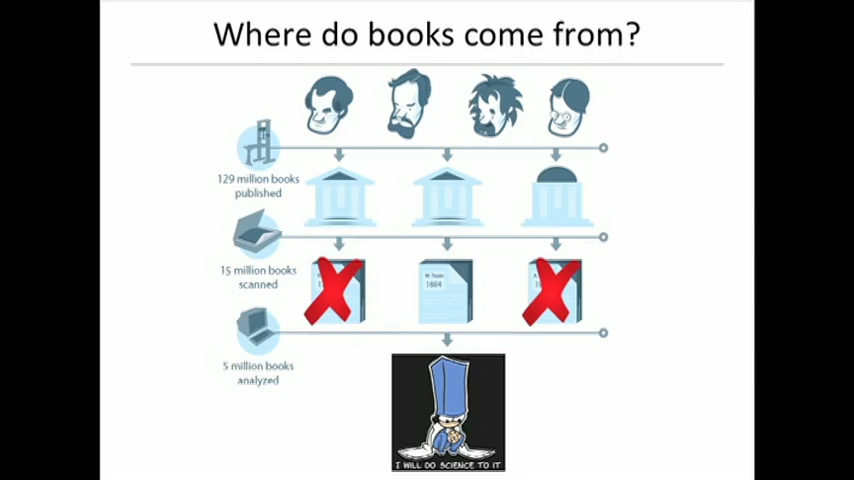 Where do books come from?
129 million books
published
15 million books
scanned
M. Twain
1884
5 million books
analyzed
I WILL DO SCIENCE TO IT